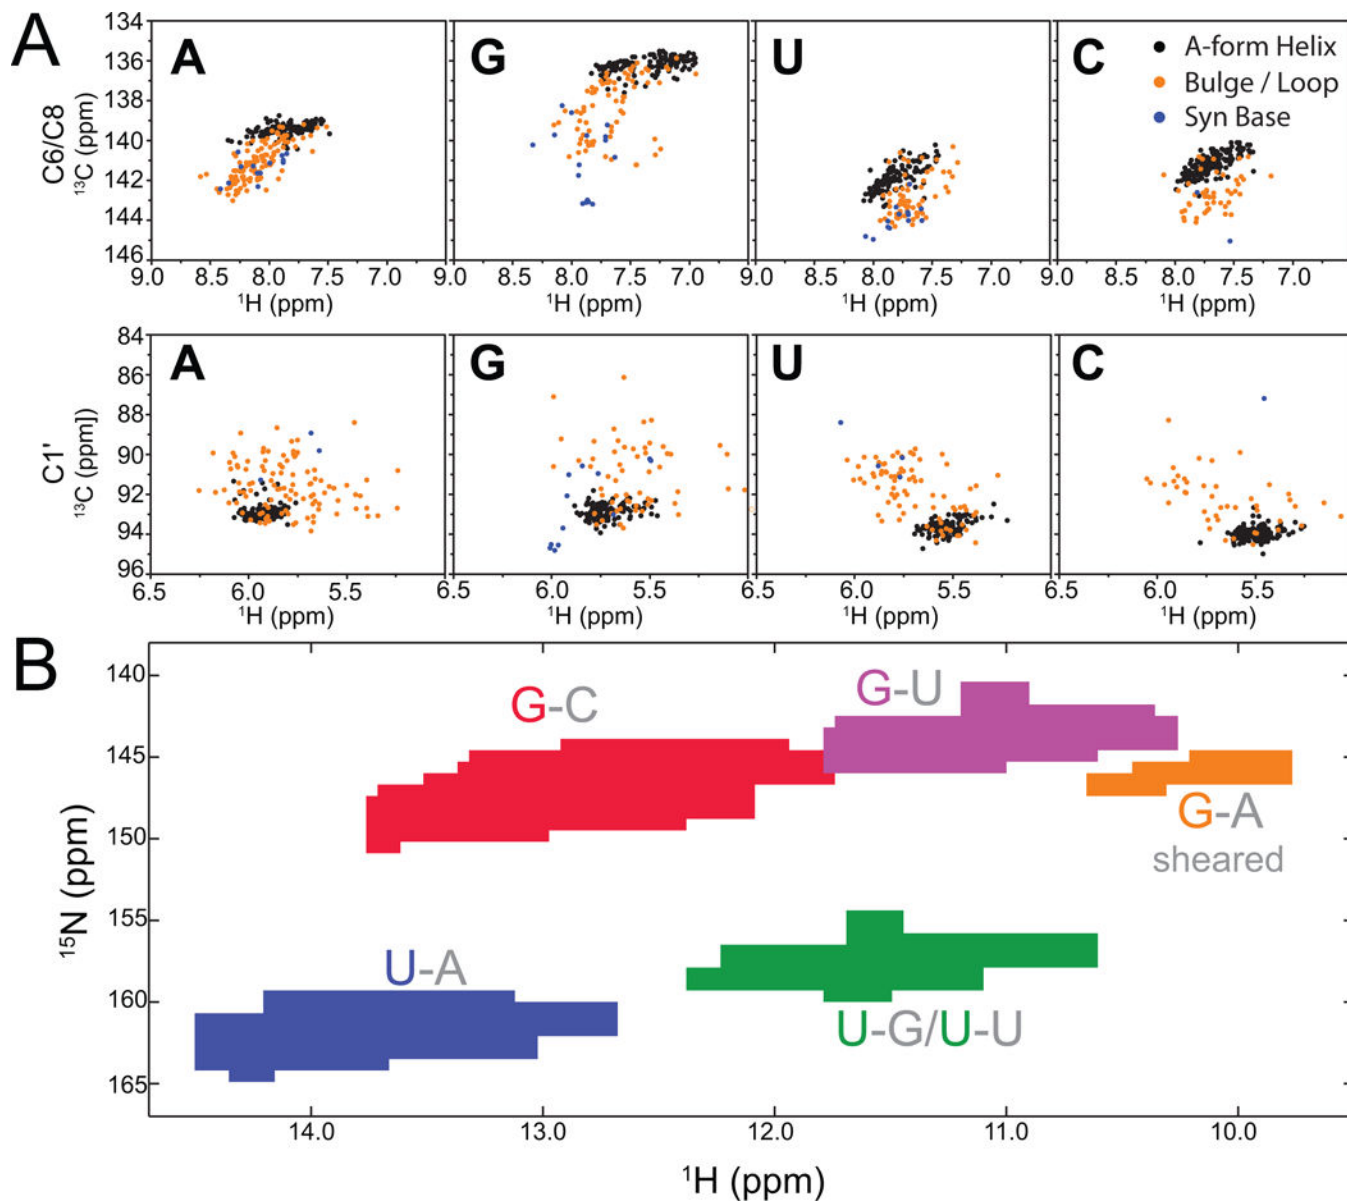 A
A G U C
A-form Helix
Bulge / Loop
Syn Base
C6/C8
¹³C (ppm)
134
136
138
140
142
144
146
9.0 8.5 8.0 7.5 9.0 8.5 8.0 7.5 7.0 9.0 8.5 8.0 7.5 7.0 9.0 8.5 8.0 7.5 7.0
¹H (ppm) ¹H (ppm) ¹H (ppm) ¹H (ppm)
A G U C
C1'
¹³C (ppm])
84
86
88
90
92
94
96
6.5 6.0 5.5 6.5 6.0 5.5 6.5 6.0 5.5 6.5 6.0 5.5
¹H (ppm) ¹H (ppm) ¹H (ppm) ¹H (ppm)
B
¹⁵N (ppm)
140
145
150
155
160
165
G-C
G-U
G-A
sheared
U-A
U-G/U-U
14.0 13.0 12.0 11.0 10.0
¹H (ppm)